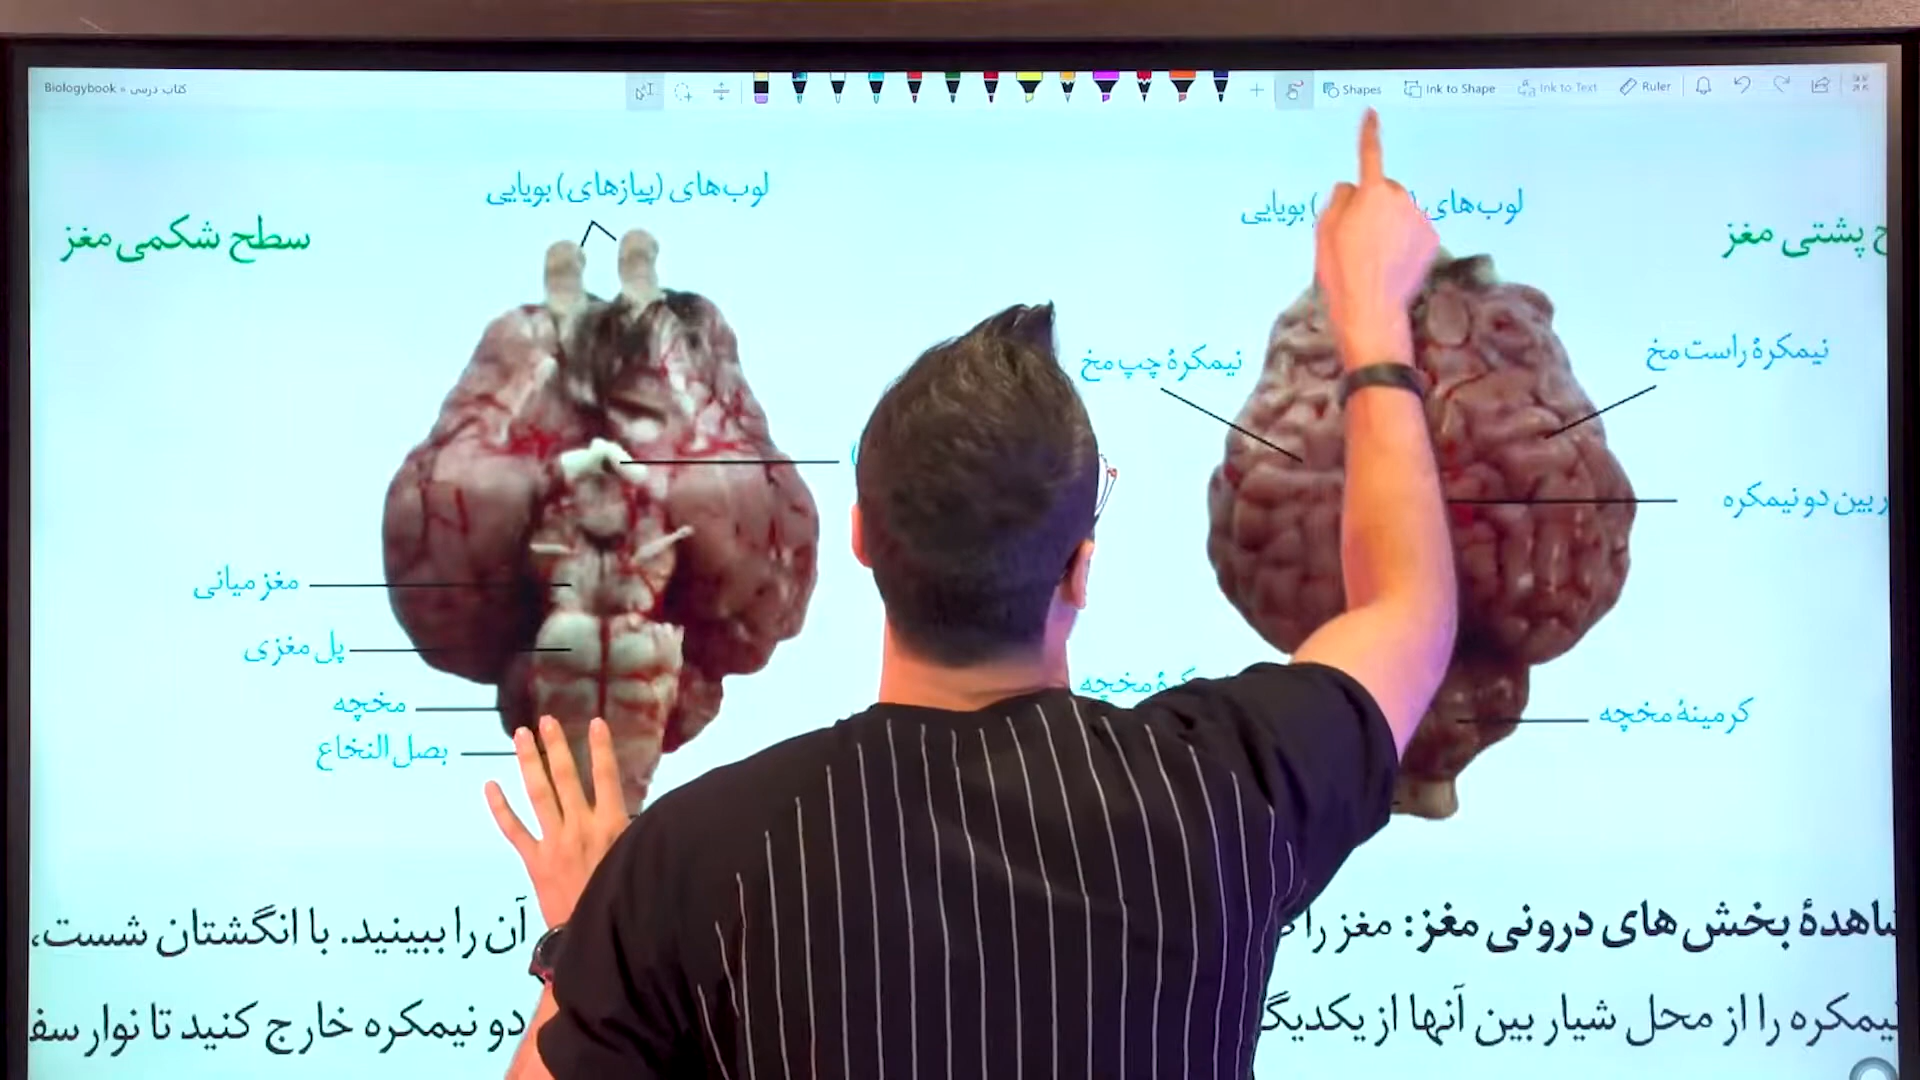 Biologybook » کتاب درسی
Shapes
Ink to Shape
Ink to Text
Ruler
لوب‌های (پیازهای) بویایی
سطح شکمی مغز
مغز میانی
پل مغزی
مخچه
بصل النخاع
لوب‌های
) بویایی
پشتی مغز
نیمکرهٔ چپ مخ
نیمکرهٔ راست مخ
بین دو نیمکره
مخچه
کرمینهٔ مخچه
بخش های درونی مغز: مغز را
آن را ببینید. با انگشتان شست،
را از محل شیار بین آنها از
دو نیمکره خارج کنید تا نوار